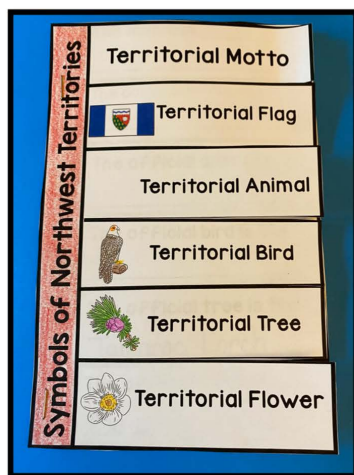 Symbols of Northwest Territories
Territorial Motto
Territorial Flag
Territorial Animal
Territorial Bird
Territorial Tree
Territorial Flower